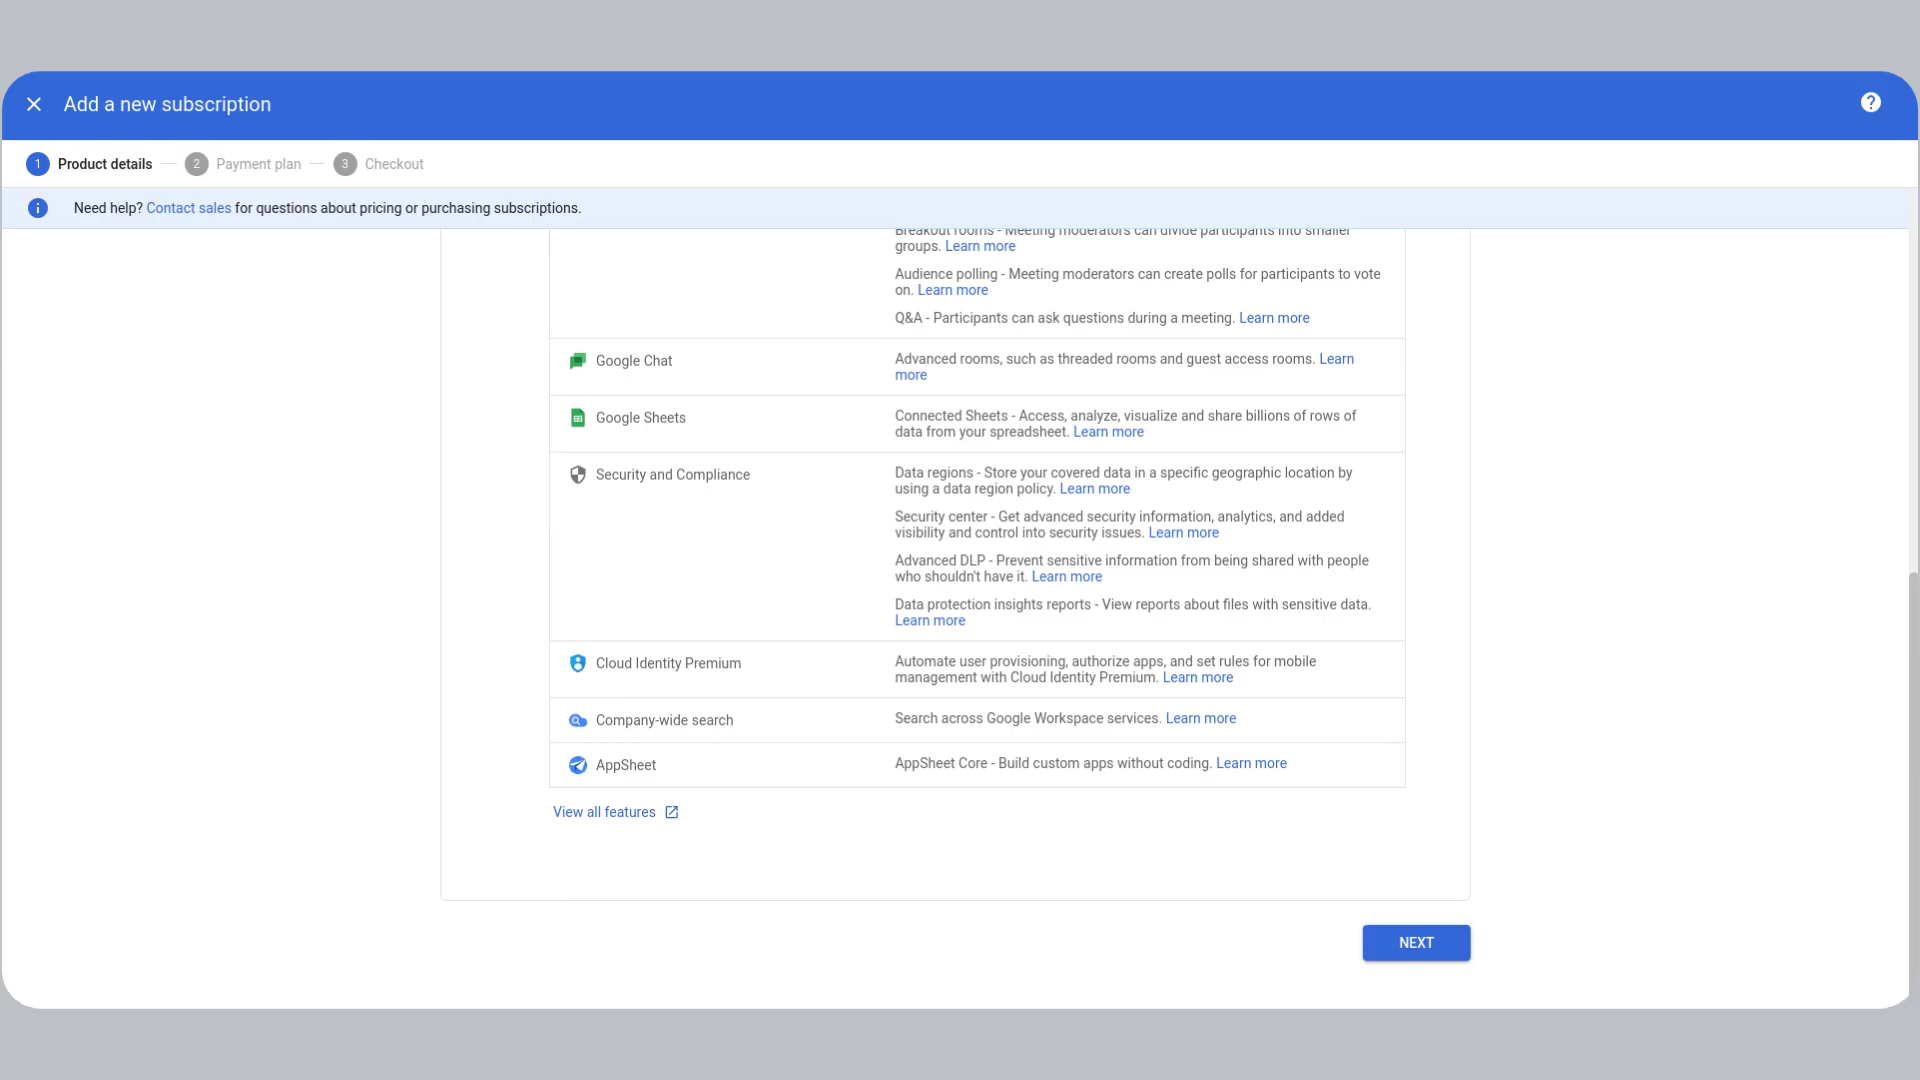 Add a new subscription
?
1 Product details 2 Payment plan 3 Checkout
Need help? Contact sales for questions about pricing or purchasing subscriptions.
Breakout rooms - Meeting moderators can divide participants into smaller
groups. Learn more
Audience polling - Meeting moderators can create polls for participants to vote
on. Learn more
Q&A - Participants can ask questions during a meeting. Learn more
Google Chat
Advanced rooms, such as threaded rooms and guest access rooms. Learn
more
Google Sheets
Connected Sheets - Access, analyze, visualize and share billions of rows of
data from your spreadsheet. Learn more
Security and Compliance
Data regions - Store your covered data in a specific geographic location by
using a data region policy. Learn more
Security center - Get advanced security information, analytics, and added
visibility and control into security issues. Learn more
Advanced DLP - Prevent sensitive information from being shared with people
who shouldn't have it. Learn more
Data protection insights reports - View reports about files with sensitive data.
Learn more
Cloud Identity Premium
Automate user provisioning, authorize apps, and set rules for mobile
management with Cloud Identity Premium. Learn more
Company-wide search
Search across Google Workspace services. Learn more
AppSheet
AppSheet Core - Build custom apps without coding. Learn more
View all features
NEXT